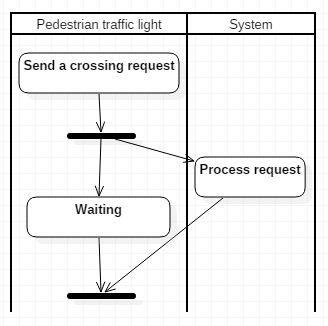 Pedestrian traffic light
System
Send a crossing request
Process request
Waiting